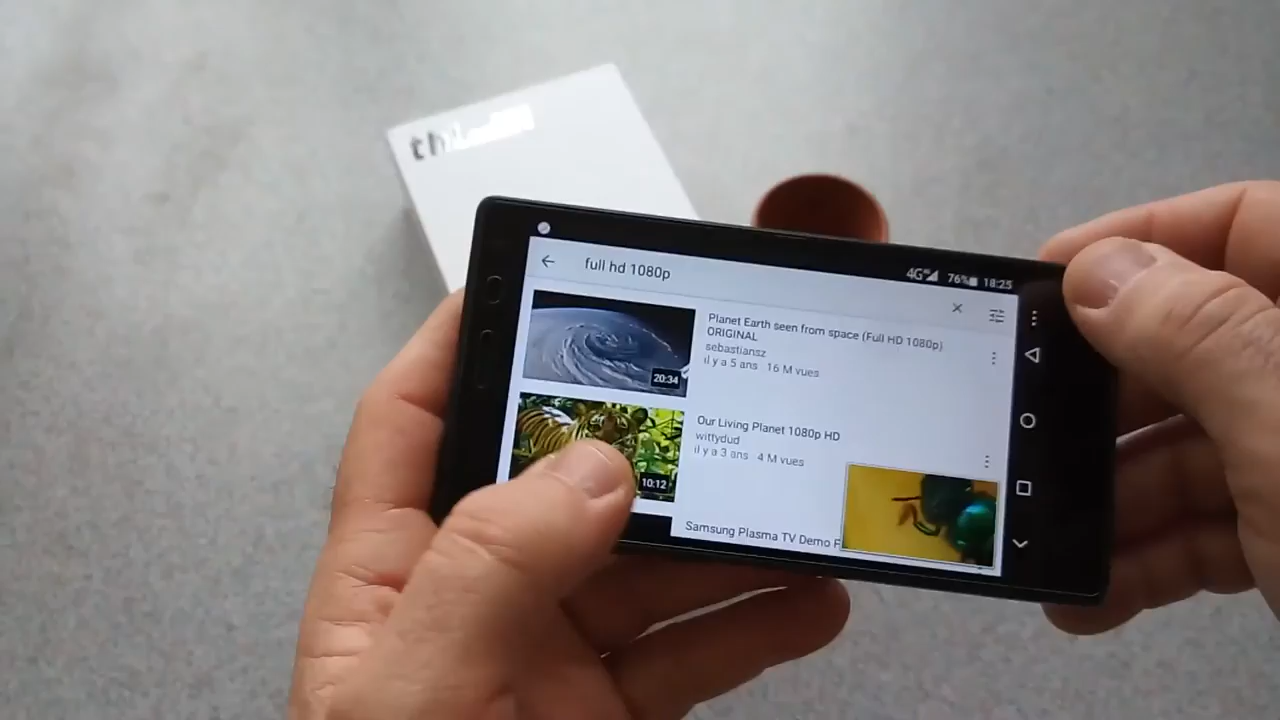 4G 76% 18:25
full hd 1080p
Planet Earth seen from space (Full HD 1080p)
ORIGINAL
sebastiansz
il y a 5 ans 16 M vues
20:34
Our Living Planet 1080p HD
wittydud
il y a 3 ans 4 M vues
10:12
Samsung Plasma TV Demo F